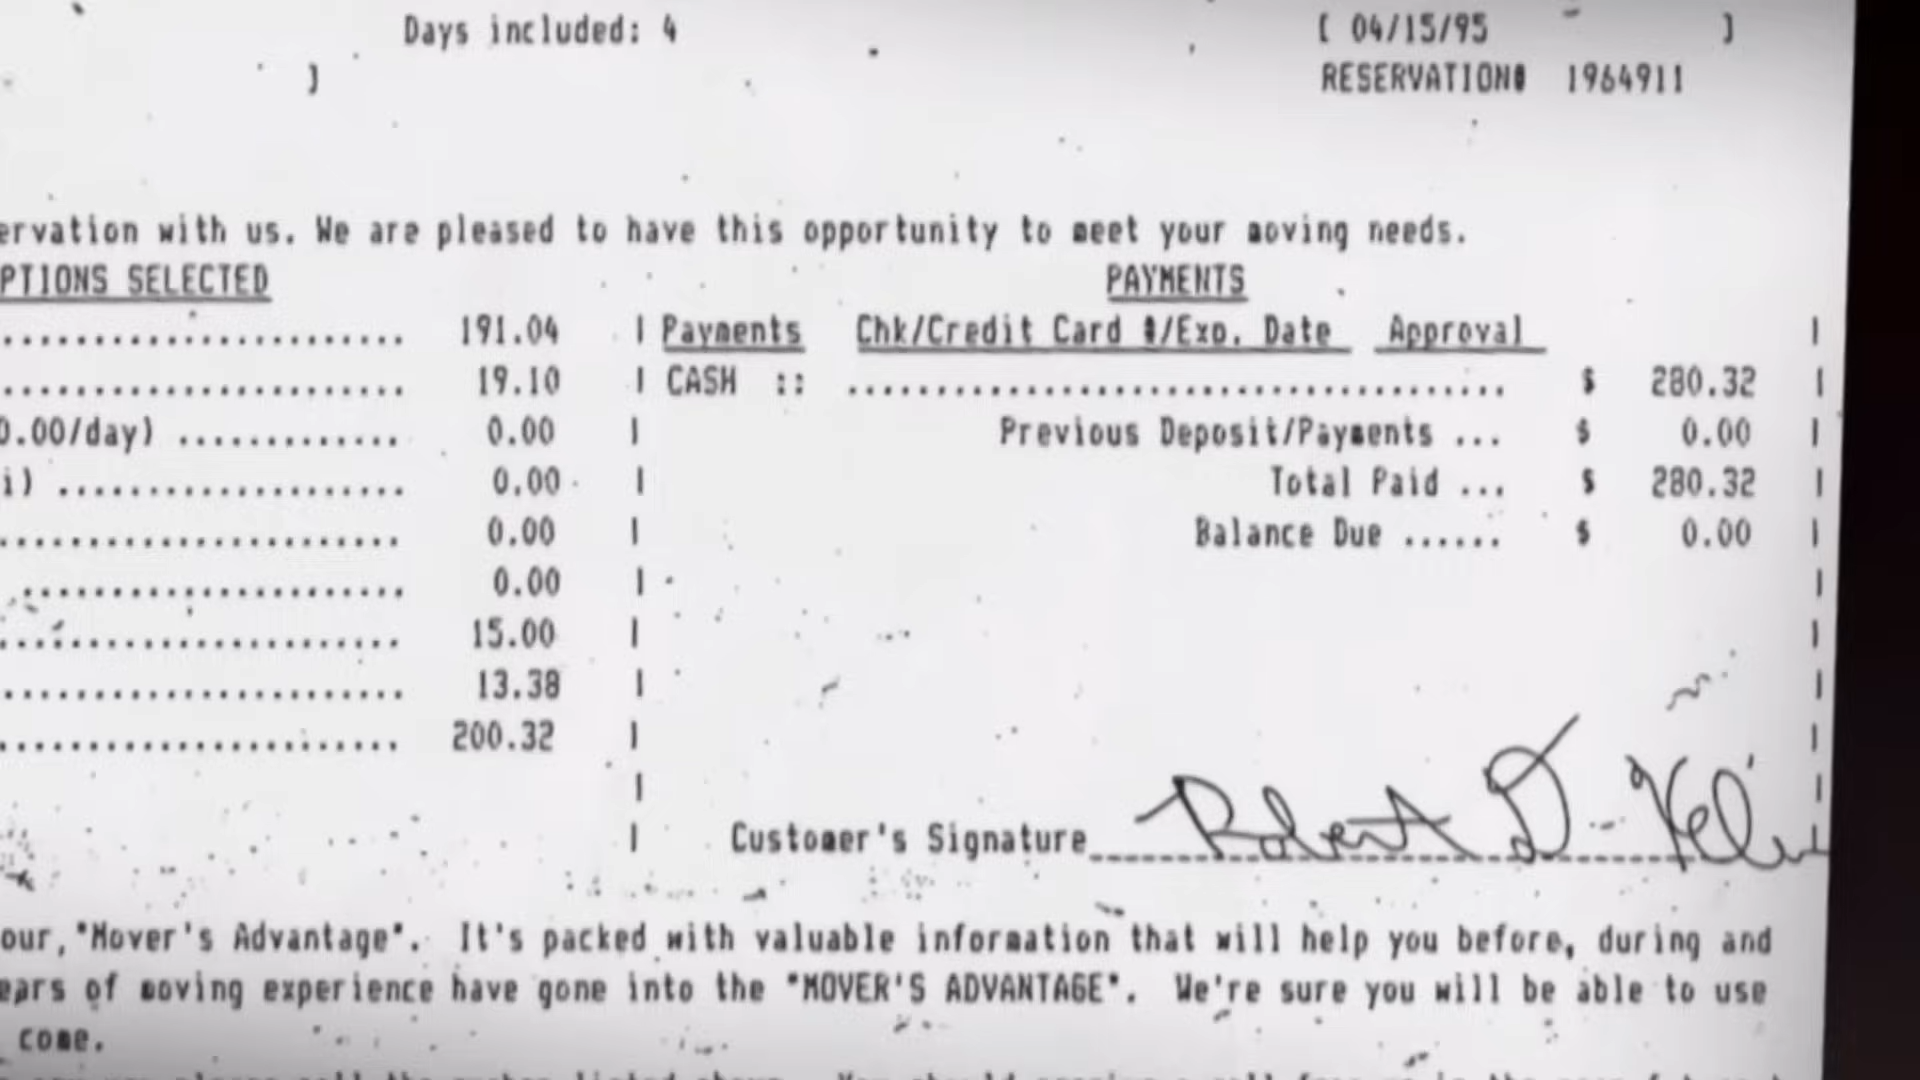 Days included: 4 [ 04/15/95 ]
] RESERVATION# 1964911
ervation with us. We are pleased to have this opportunity to meet your moving needs.
PTIONS SELECTED PAYMENTS
........................ 191.04 | Payments Chk/Credit Card #/Exp. Date Approval |
........................ 19.10 | CASH :: ...................................... $ 280.32 |
0.00/day) ............. 0.00 | Previous Deposit/Payments ... $ 0.00 |
i) .................... 0.00 | Total Paid ... $ 280.32 |
........................ 0.00 | Balance Due ...... $ 0.00 |
...................... 0.00 |
........................ 15.00 |
........................ 13.38 |
........................ 200.32 |
Customer's Signature Robert D.
our, "Mover's Advantage". It's packed with valuable information that will help you before, during and
ears of moving experience have gone into the "MOVER'S ADVANTAGE". We're sure you will be able to use
come.